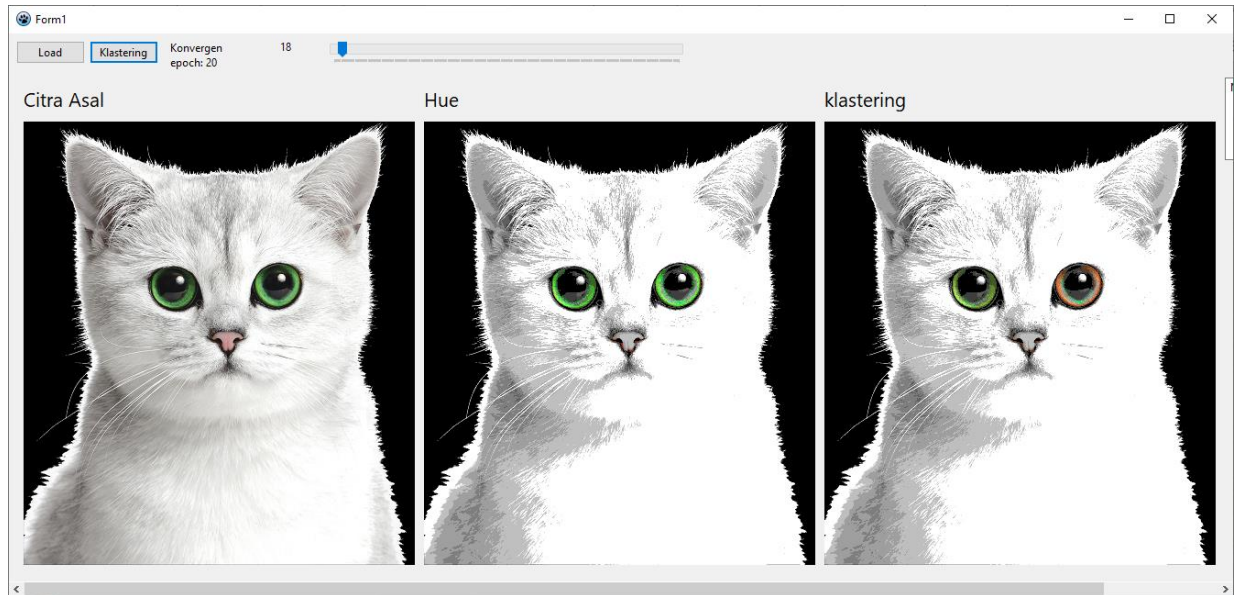 Form1
Load
Klastering
Konvergen
epoch: 20
18
Citra Asal
Hue
klastering